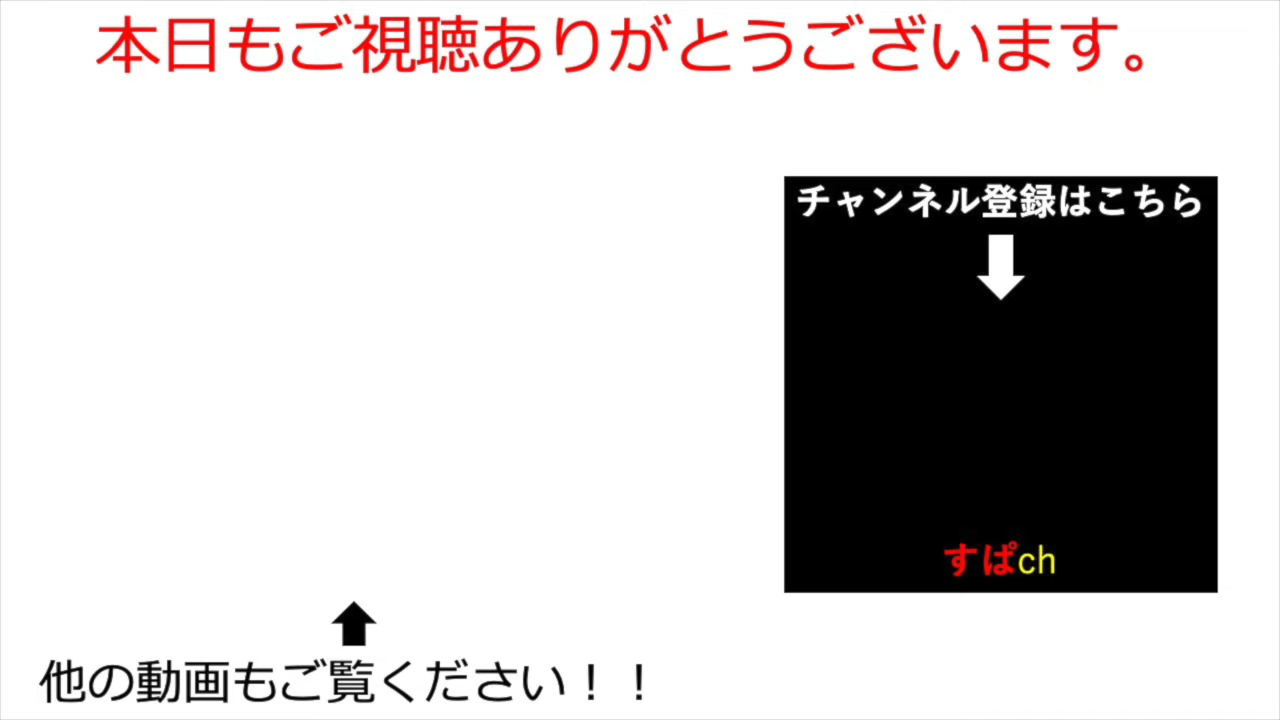 本日もご視聴ありがとうございます。
チャンネル登録はこちら
すぱch
他の動画もご覧ください！！